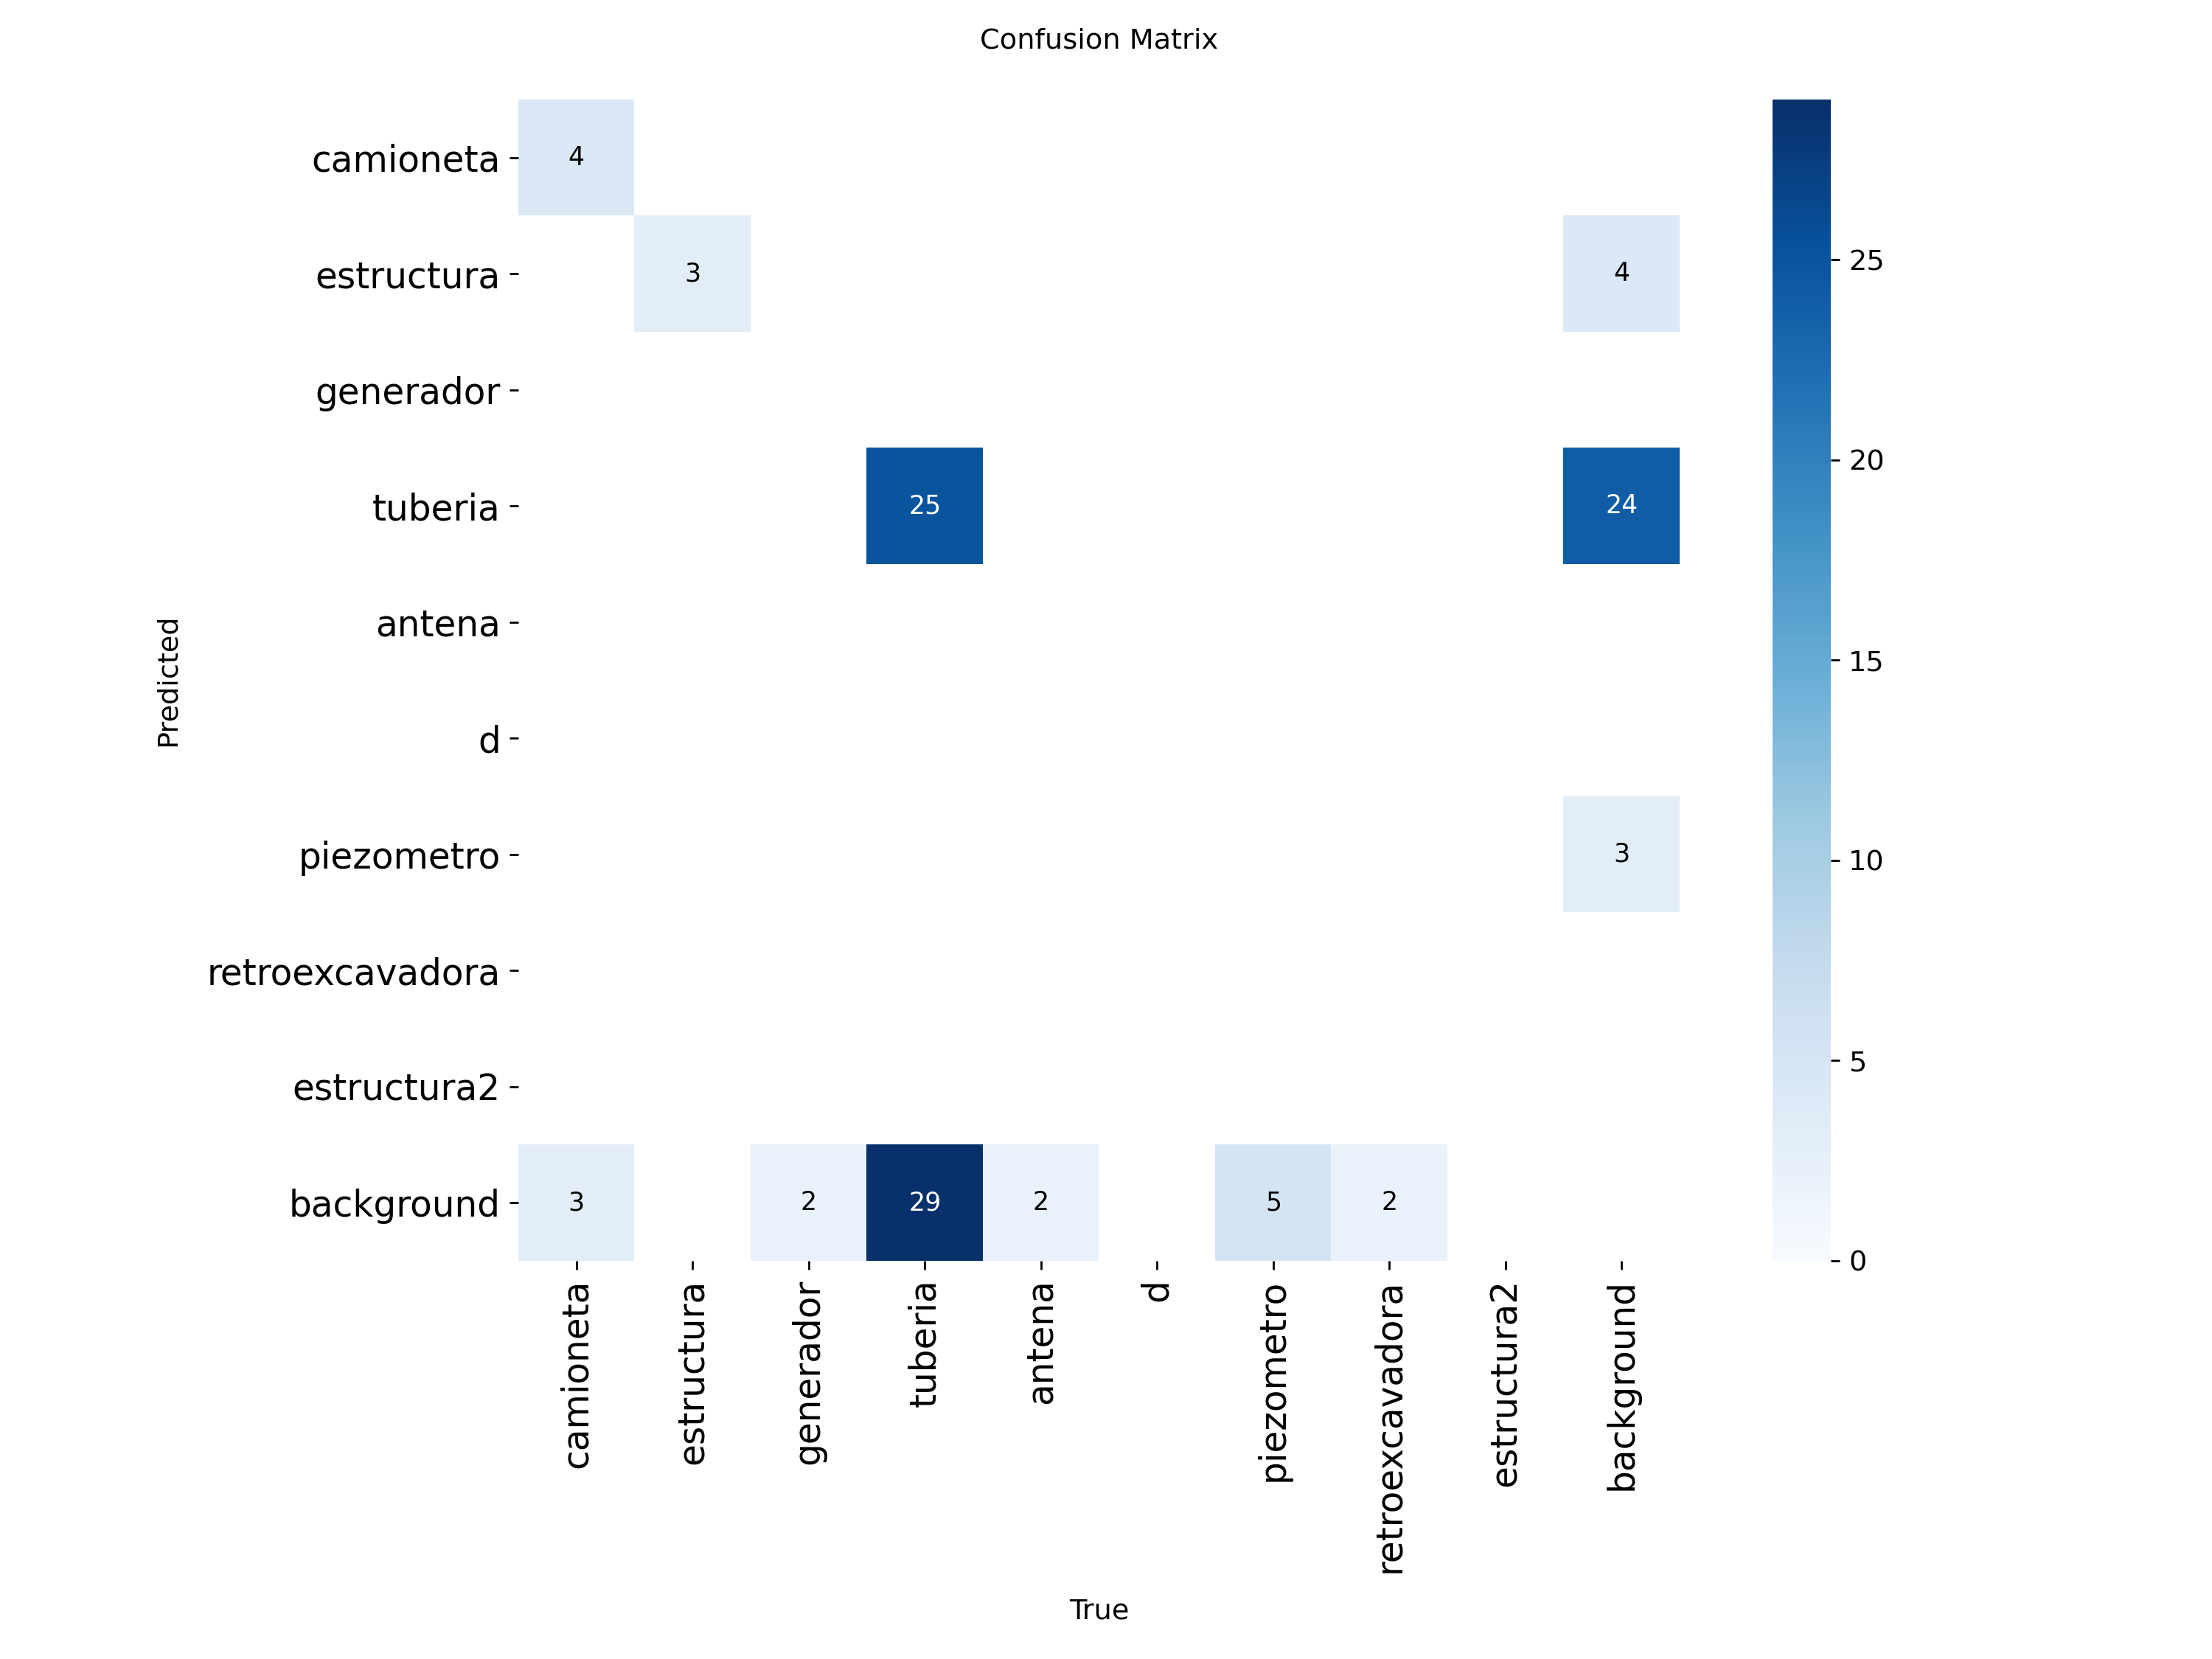 Confusion Matrix
Predicted
camioneta 4
estructura 3 4
generador
tuberia 25 24
antena
d
piezometro 3
retroexcavadora
estructura2
background 3 2 29 2 5 2
camioneta estructura generador tuberia antena d piezometro retroexcavadora estructura2 background
True
25
20
15
10
5
0